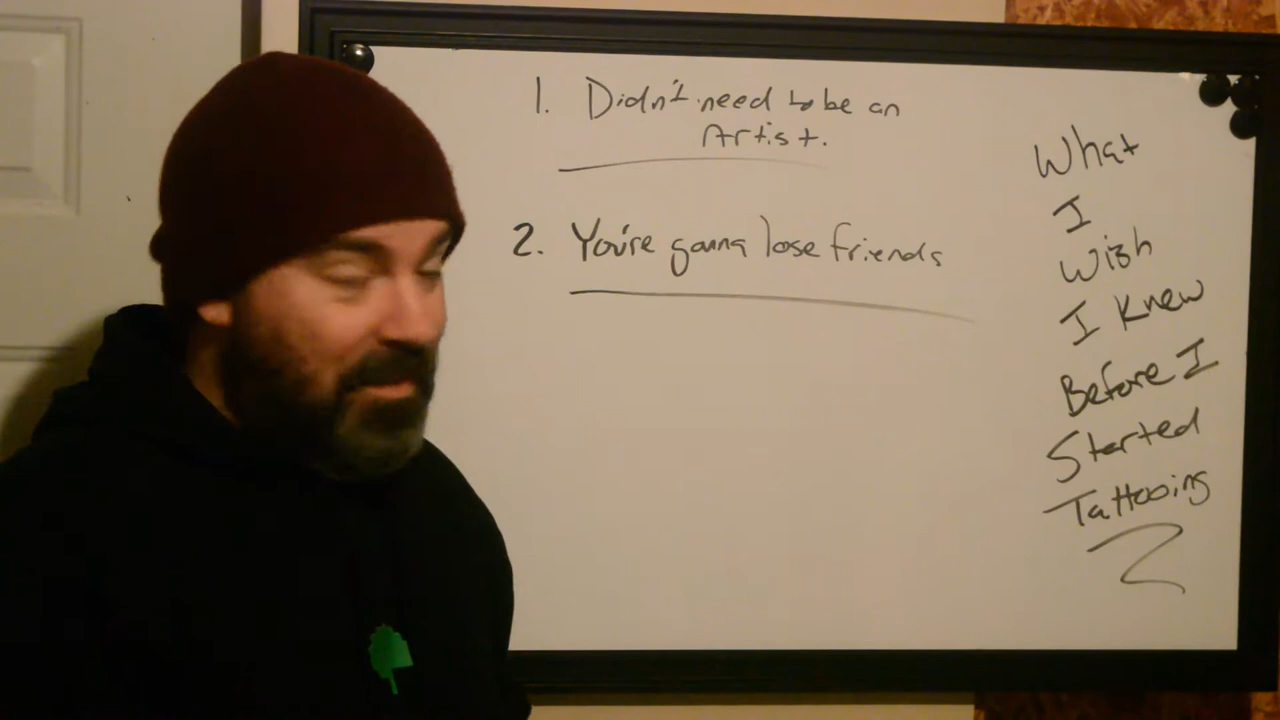 1. Didn't need to be an
Artist.
2. You're gonna lose friends
What
I
Wish
I Knew
Before I
Started
Tattooing